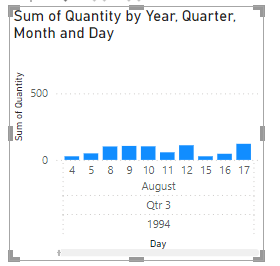 Sum of Quantity by Year, Quarter,
Month and Day
Sum of Quantity
500
0
4 5 8 9 10 11 12 15 16 17
August
Qtr 3
1994
Day